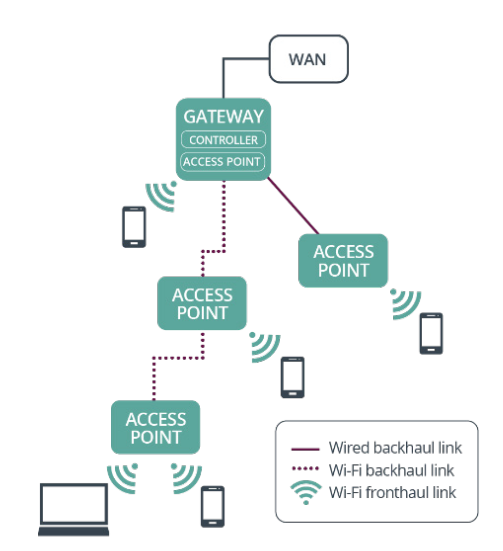 WAN
GATEWAY
CONTROLLER
ACCESS POINT
ACCESS
POINT
ACCESS
POINT
ACCESS
POINT
Wired backhaul link
Wi-Fi backhaul link
Wi-Fi fronthaul link